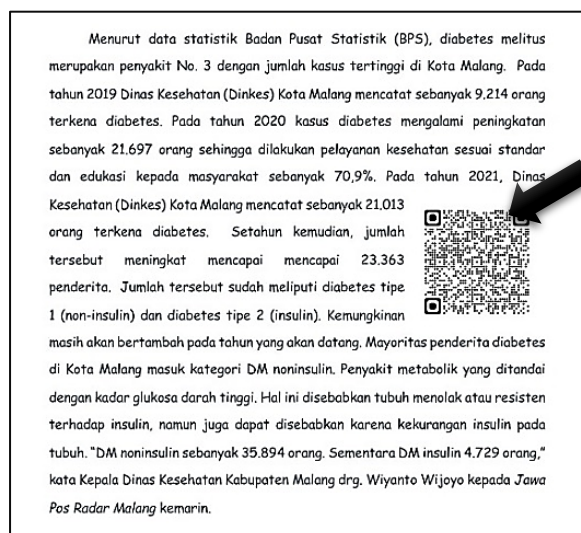 Menurut data statistik Badan Pusat Statistik (BPS), diabetes melitus
merupakan penyakit No. 3 dengan jumlah kasus tertinggi di Kota Malang. Pada
tahun 2019 Dinas Kesehatan (Dinkes) Kota Malang mencatat sebanyak 9.214 orang
terkena diabetes. Pada tahun 2020 kasus diabetes mengalami peningkatan
sebanyak 21.697 orang sehingga dilakukan pelayanan kesehatan sesuai standar
dan edukasi kepada masyarakat sebanyak 70,9%. Pada tahun 2021, Dinas
Kesehatan (Dinkes) Kota Malang mencatat sebanyak 21.013
orang terkena diabetes. Setahun kemudian, jumlah
tersebut meningkat mencapai mencapai 23.363
penderita. Jumlah tersebut sudah meliputi diabetes tipe
1 (non-insulin) dan diabetes tipe 2 (insulin). Kemungkinan
masih akan bertambah pada tahun yang akan datang. Mayoritas penderita diabetes
di Kota Malang masuk kategori DM noninsulin. Penyakit metabolik yang ditandai
dengan kadar glukosa darah tinggi. Hal ini disebabkan tubuh menolak atau resisten
terhadap insulin, namun juga dapat disebabkan karena kekurangan insulin pada
tubuh. “DM noninsulin sebanyak 35.894 orang. Sementara DM insulin 4.729 orang,”
kata Kepala Dinas Kesehatan Kabupaten Malang drg. Wiyanto Wijoyo kepada Jawa
Pos Radar Malang kemarin.